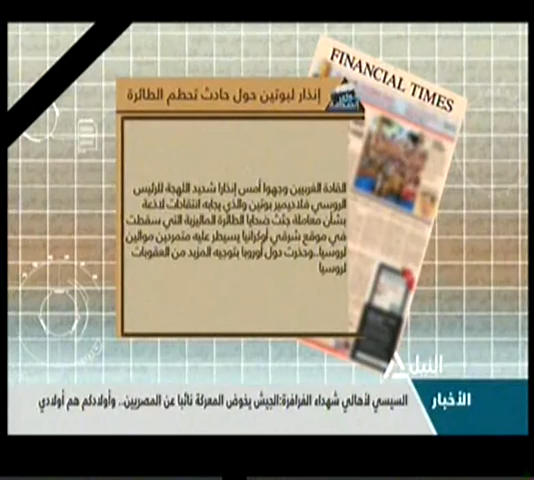 FINANCIAL TIMES
إنذار لبوتين حول حادث تحطم الطائرة
القادة الغربيين وجهوا أمس إنذارا شديد اللهجة للرئيس
الروسي فلاديمير بوتين والذي يجابه انتقادات لاذعة
بشأن معاملة جثث ضحايا الطائرة الماليزية التي سقطت
في موقع شرقي أوكرانيا يسيطر عليه متمردين موالين
لروسيا..وحذرت دول أوروبا بتوجيه المزيد من العقوبات
لروسيا
النيل
الأخبار
السيسي لأهالي شهداء الفرافرة:الجيش يخوض المعركة نائبا عن المصريين.. وأولادكم هم أولادي